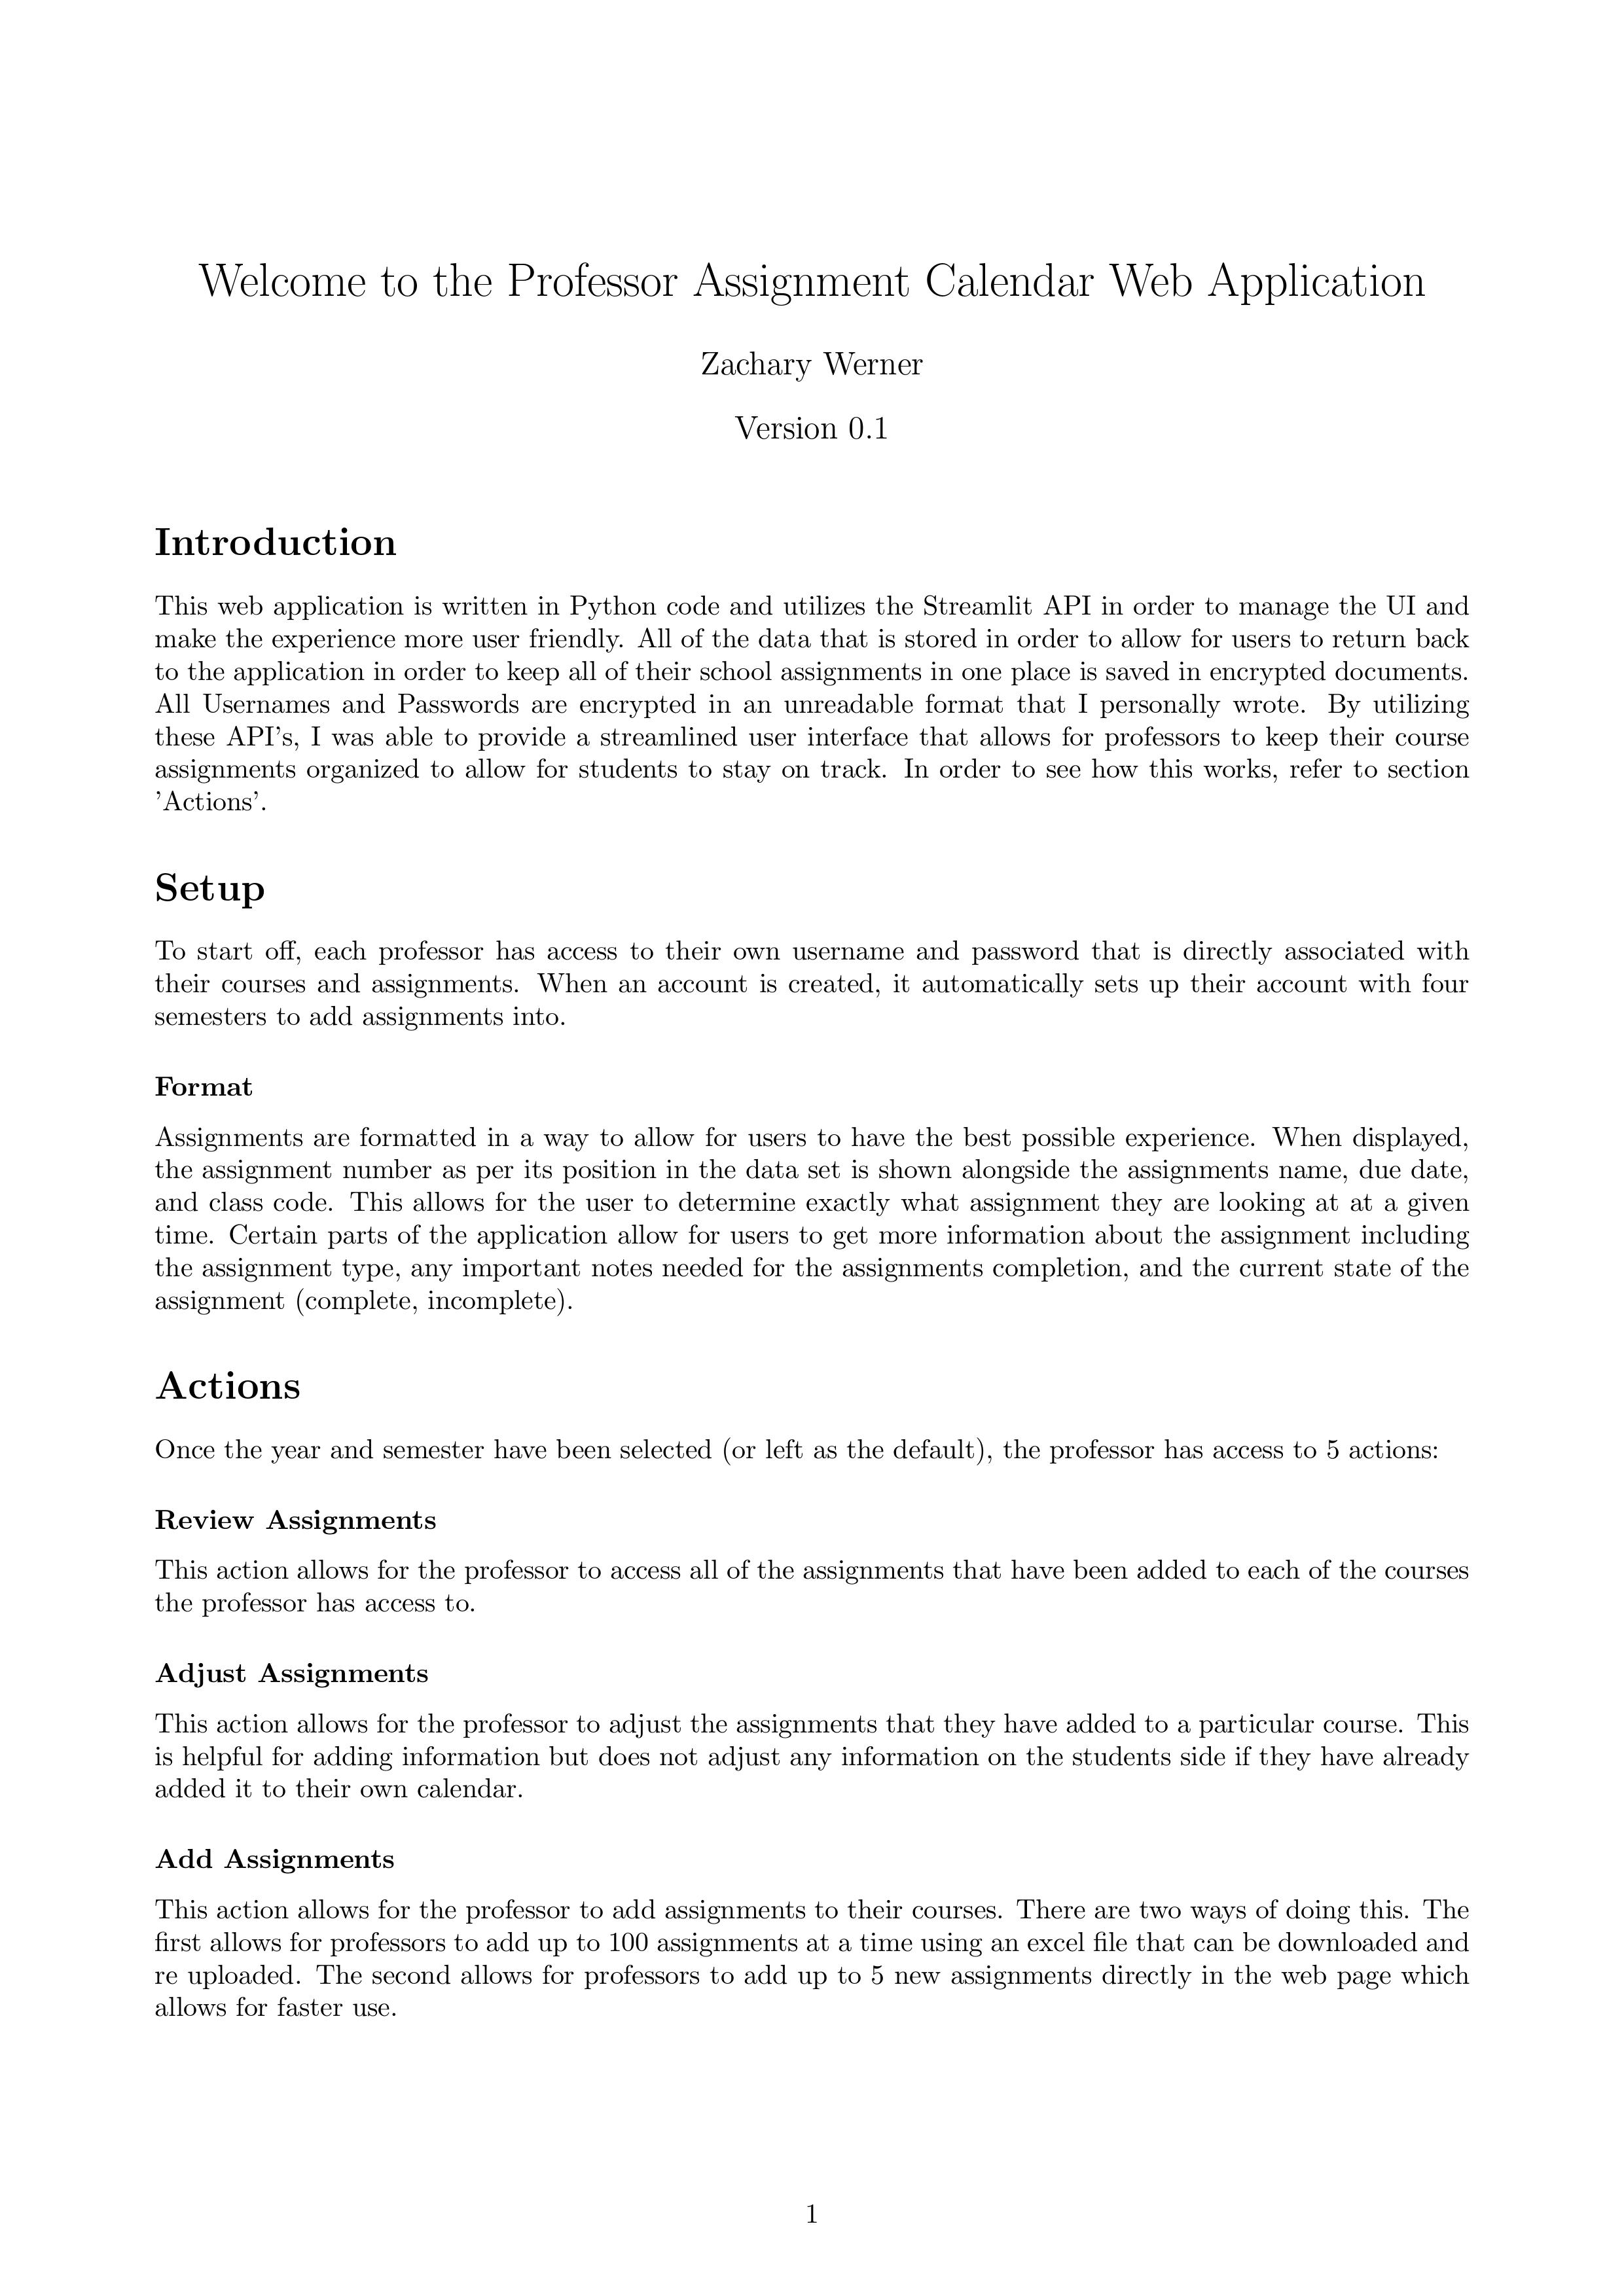 Welcome to the Professor Assignment Calendar Web Application
Zachary Werner
Version 0.1
Introduction
This web application is written in Python code and utilizes the Streamlit API in order to manage the UI and
make the experience more user friendly. All of the data that is stored in order to allow for users to return back
to the application in order to keep all of their school assignments in one place is saved in encrypted documents.
All Usernames and Passwords are encrypted in an unreadable format that I personally wrote. By utilizing
these API's, I was able to provide a streamlined user interface that allows for professors to keep their course
assignments organized to allow for students to stay on track. In order to see how this works, refer to section
'Actions'.
Setup
To start off, each professor has access to their own username and password that is directly associated with
their courses and assignments. When an account is created, it automatically sets up their account with four
semesters to add assignments into.
Format
Assignments are formatted in a way to allow for users to have the best possible experience. When displayed,
the assignment number as per its position in the data set is shown alongside the assignments name, due date,
and class code. This allows for the user to determine exactly what assignment they are looking at at a given
time. Certain parts of the application allow for users to get more information about the assignment including
the assignment type, any important notes needed for the assignments completion, and the current state of the
assignment (complete, incomplete).
Actions
Once the year and semester have been selected (or left as the default), the professor has access to 5 actions:
Review Assignments
This action allows for the professor to access all of the assignments that have been added to each of the courses
the professor has access to.
Adjust Assignments
This action allows for the professor to adjust the assignments that they have added to a particular course. This
is helpful for adding information but does not adjust any information on the students side if they have already
added it to their own calendar.
Add Assignments
This action allows for the professor to add assignments to their courses. There are two ways of doing this. The
first allows for professors to add up to 100 assignments at a time using an excel file that can be downloaded and
re uploaded. The second allows for professors to add up to 5 new assignments directly in the web page which
allows for faster use.
1